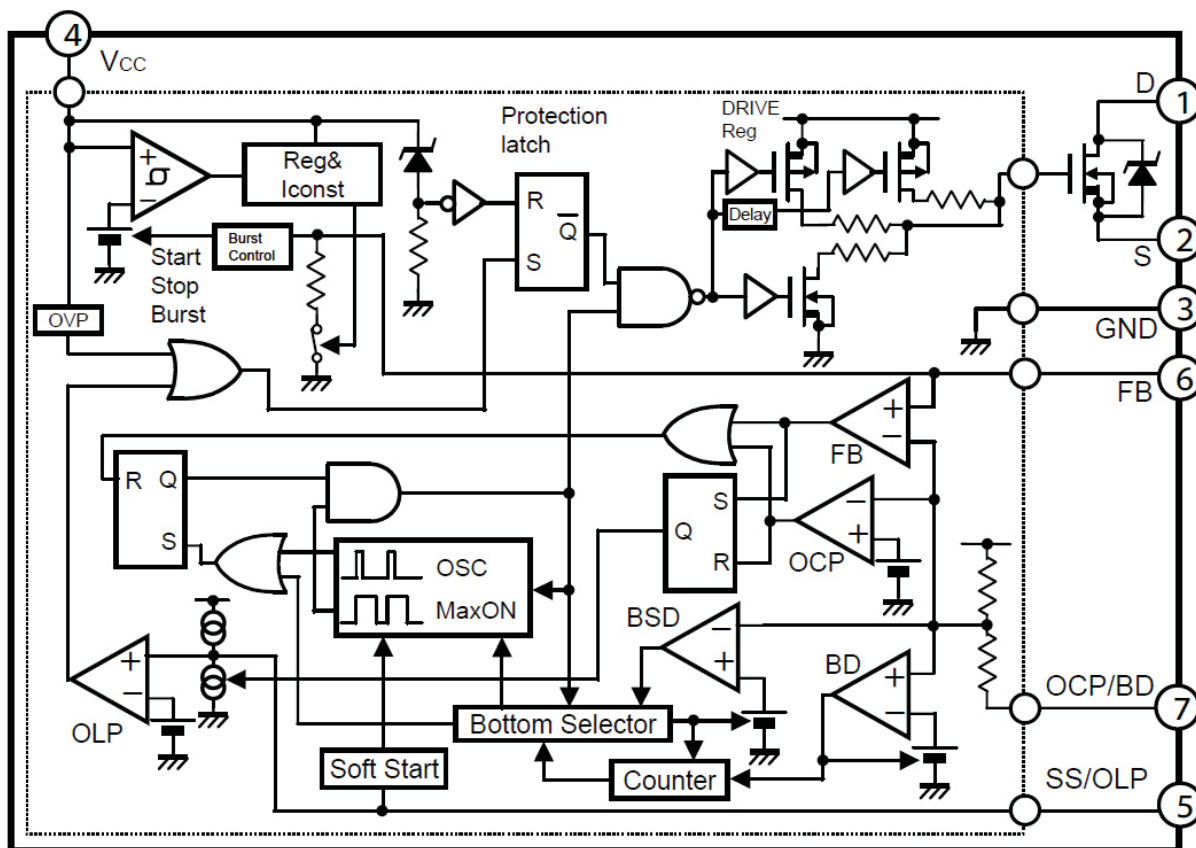 4
VCC
D
1
Protection
latch
DRIVE
Reg
+
−
Reg&
Iconst
R
Q
S
Delay
Burst
Control
Start
Stop
Burst
S
2
OVP
3
GND
6
FB
+
−
FB
R
Q
S
S
Q
R
−
+
OCP
OSC
MaxON
BSD
−
+
BD
+
−
OCP/BD
7
+
−
OLP
Bottom Selector
Soft Start
Counter
SS/OLP
5